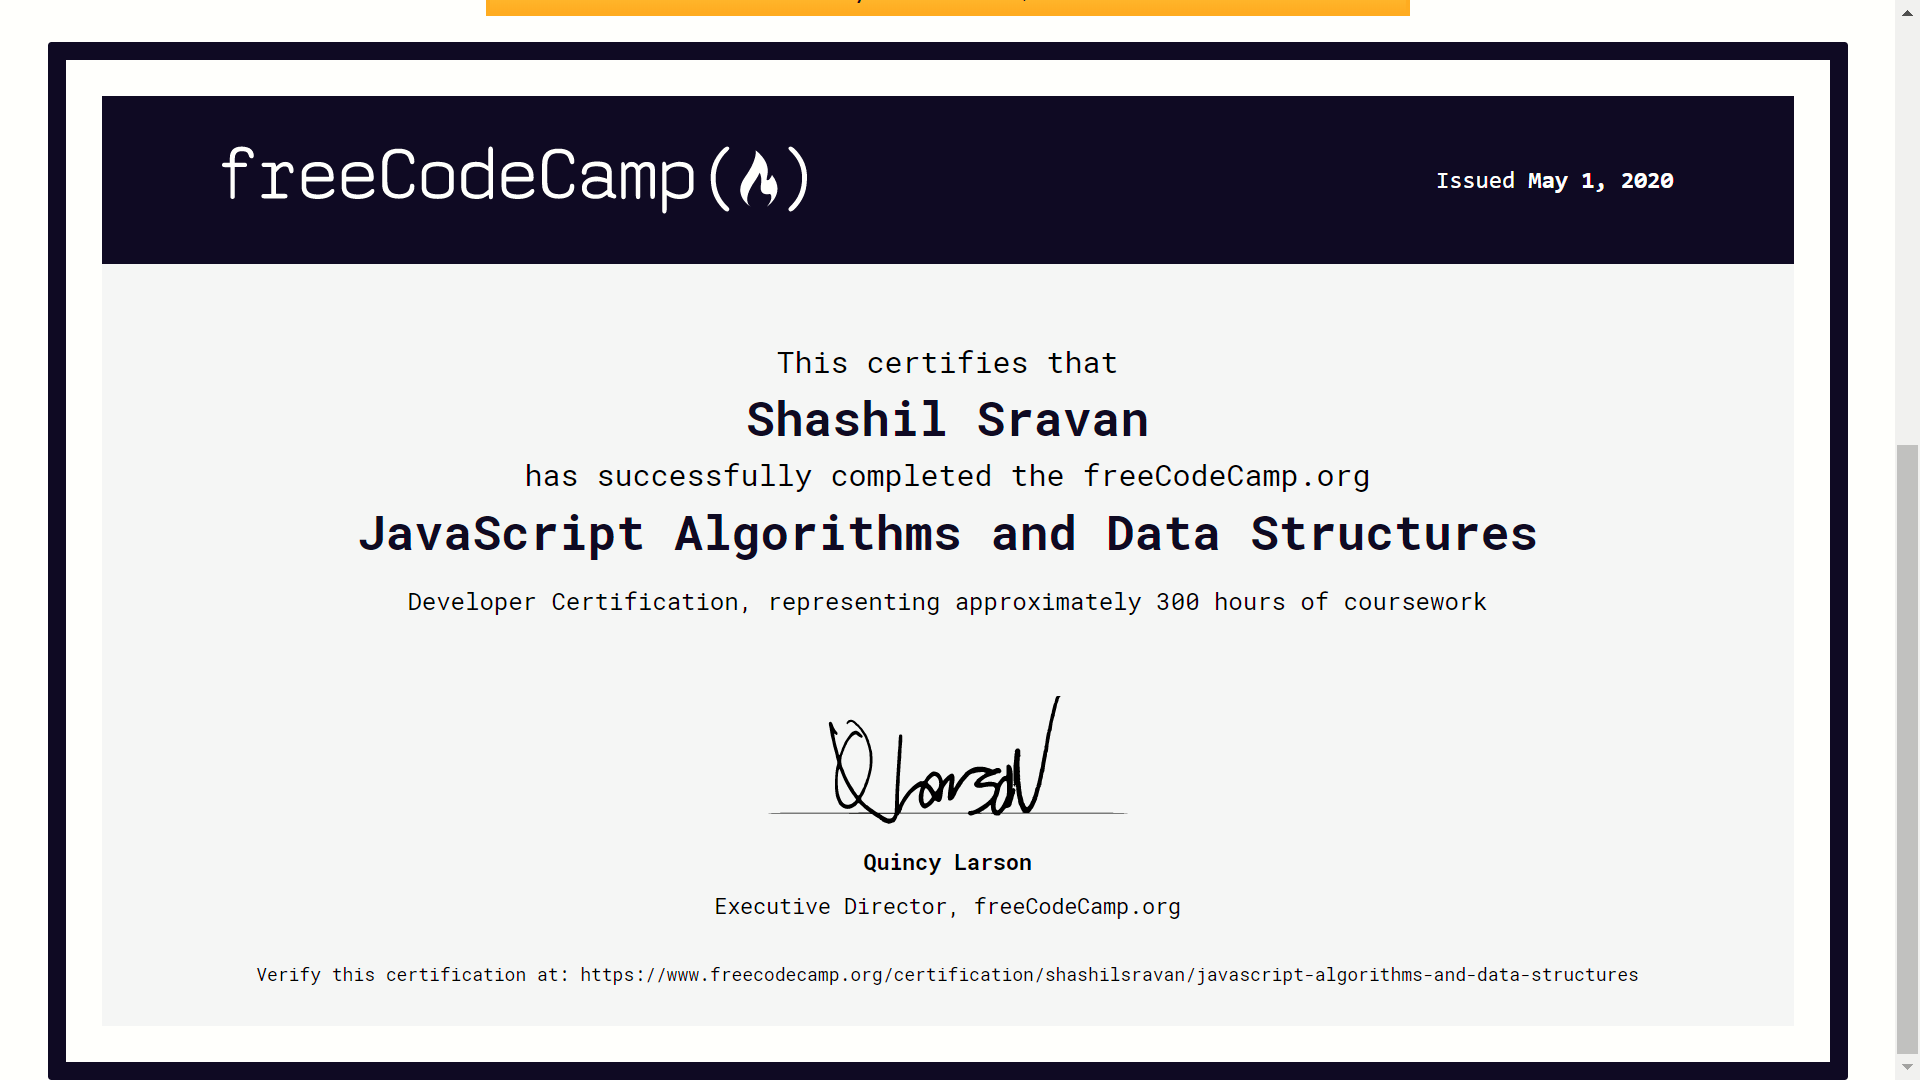 freeCodeCamp
Issued May 1, 2020
This certifies that
Shashil Sravan
has successfully completed the freeCodeCamp.org
JavaScript Algorithms and Data Structures
Developer Certification, representing approximately 300 hours of coursework
Larson
Quincy Larson
Executive Director, freeCodeCamp.org
Verify this certification at: https://www.freecodecamp.org/certification/shashilsravan/javascript-algorithms-and-data-structures